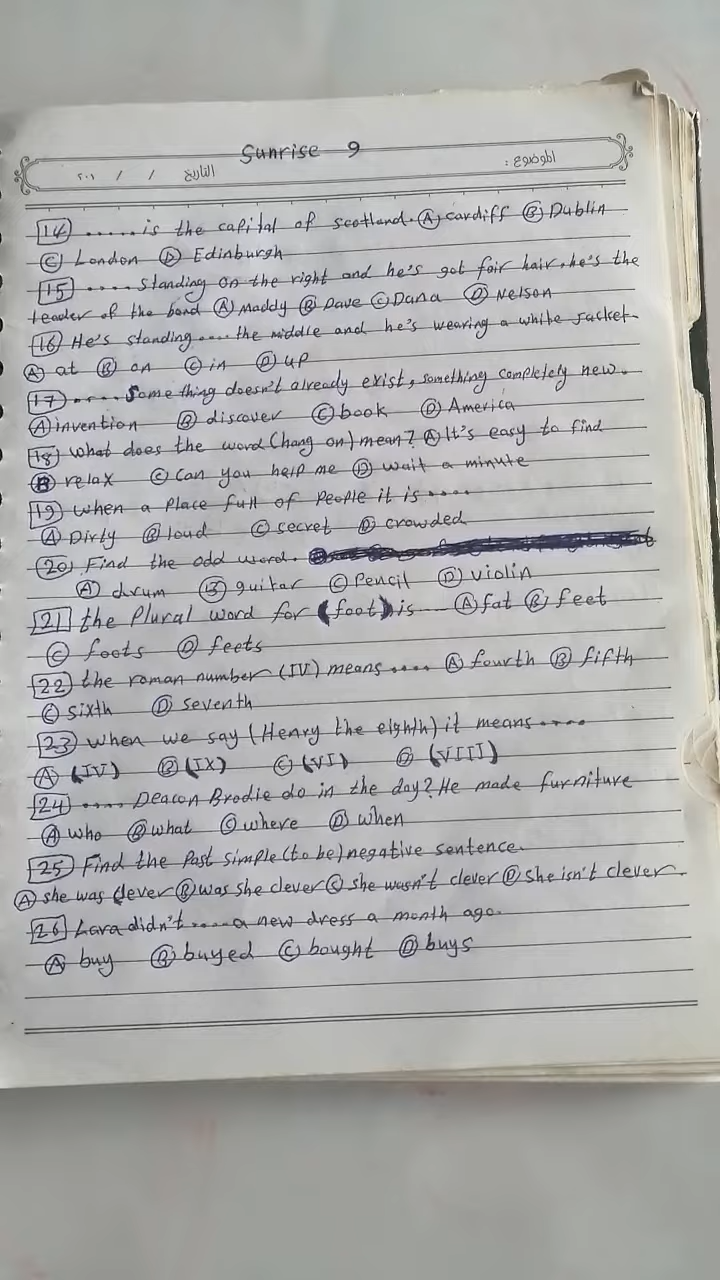 Sunrise 9
الموضوع :
التاريخ / / ٢٠١
14 ...... is the capital of scotland. A cardiff B Dublin
C London D Edinburgh
15 .... standing on the right and he's got fair hair, he's the
leader of the band A Maddy B Dave C Dana D Nelson
16 He's standing .... the middle and he's wearing a white jacket.
A at B on C in D up
17 ..... Some thing doesn't already exist, something completely new.
A invention B discover C book D America
18 what does the word (hang on) mean? A It's easy to find
B relax C can you help me D wait a minute
19 when a place full of people it is ....
A Dirty B loud C secret D crowded
20 Find the odd word.
A drum B guitar C Pencil D violin
21 the Plural word for (foot) is ... A fat B feet
C foots D feets
22 the roman number (IV) means .... A fourth B fifth
C sixth D seventh
23 when we say (Henry the eighth) it means ....
A (IV) B (IX) C (VI) D (VIII)
24 .... Deacon Brodie do in the day? He made furniture
A who B what C where D when
25 Find the Past simple (to be) negative sentence.
A she was clever B was she clever C she wasn't clever D she isn't clever.
26 Lara didn't .... a new dress a month ago.
A buy B buyed C bought D buys